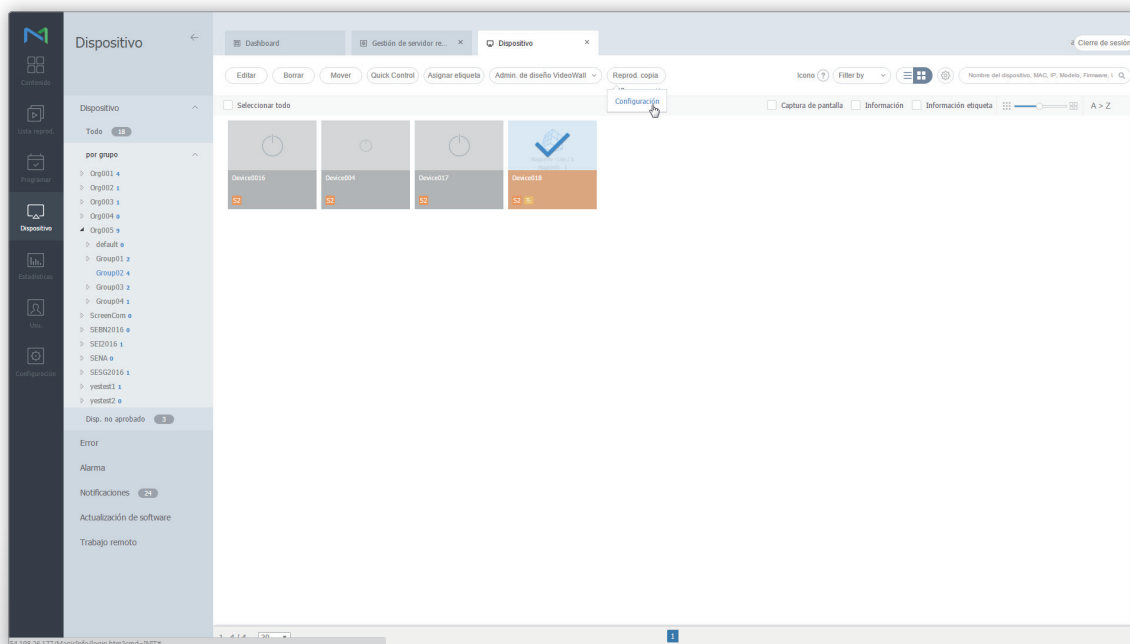 Contenido
Lista reprod.
Programar
Dispositivo
Estadísticas
Configuración
Dispositivo
Dispositivo
Todo 18
por grupo
Org001 4
Org002 1
Org003 1
Org004 0
Org005 9
default 0
Group01 2
Group02 4
Group03 2
Group04 1
ScreenCom 0
SEBN2016 0
SEI2016 1
SENA 0
SESG2016 1
yestest1 1
yestest2 0
Disp. no aprobado 3
Error
Alarma
Notificaciones 24
Actualización de software
Trabajo remoto
Dashboard
Gestión de servidor re... ×
Dispositivo ×
Cierre de sesión
Editar Borrar Mover Quick Control Asignar etiqueta Admin. de diseño VideoWall Reprod. copia
Icono ? Filter by
Nombre del dispositivo, MAC, IP, Modelo, Firmware,
Configuración
Seleccionar todo
Captura de pantalla Información Información etiqueta A > Z
Device0016 Device004 Device017 Device018
S2 S2 S2 S2
20
1